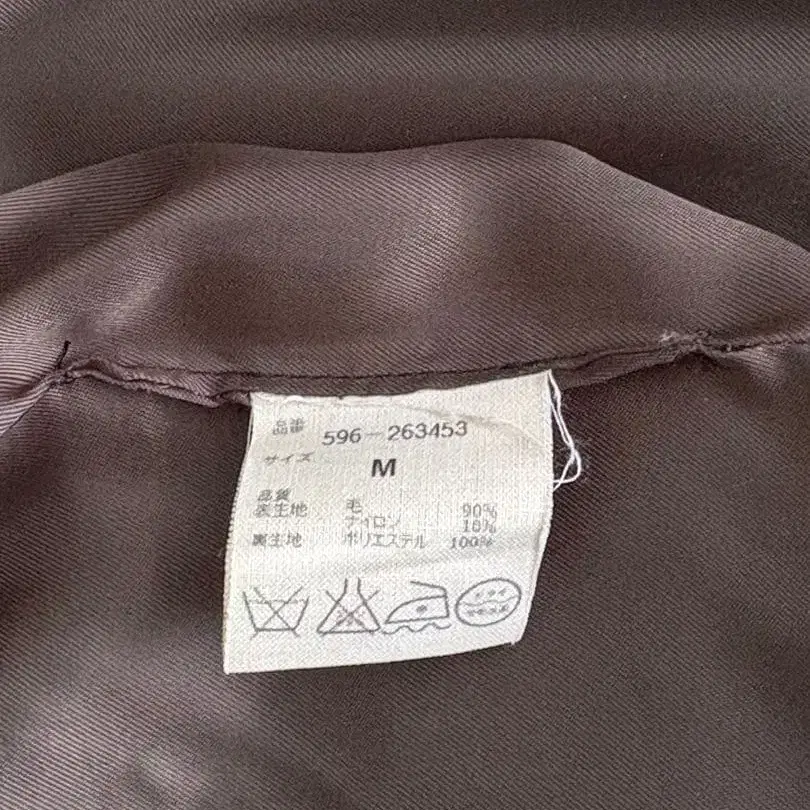 品番 596-263453
サイズ M
品質
表生地 毛 90%
ナイロン 10%
裏生地 ポリエステル 100%